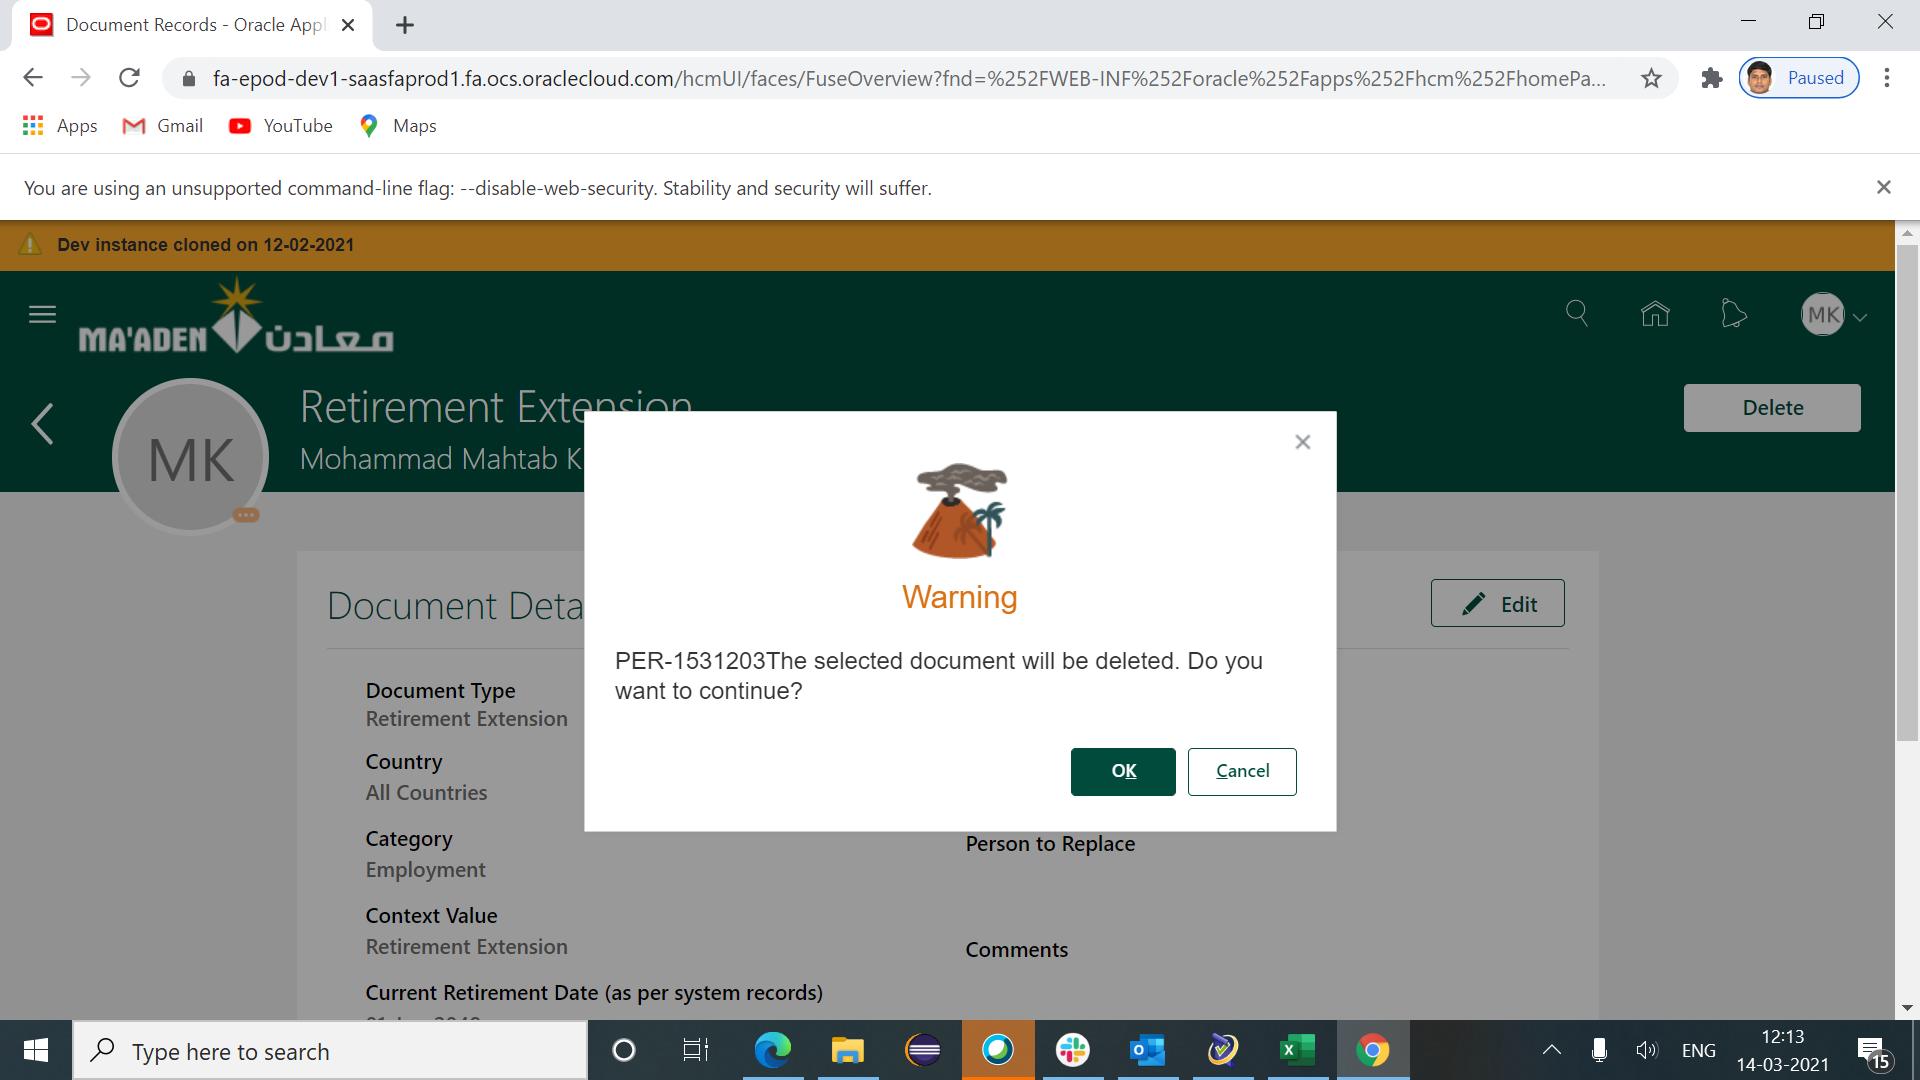 Document Records - Oracle Appl
fa-epod-dev1-saasfaprod1.fa.ocs.oraclecloud.com/hcmUI/faces/FuseOverview?fnd=%252FWEB-INF%252Foracle%252Fapps%252Fhcm%252FhomePa...
Paused
Apps
Gmail
YouTube
Maps
You are using an unsupported command-line flag: --disable-web-security. Stability and security will suffer.
Dev instance cloned on 12-02-2021
MA'ADEN معادن
MK
Retirement Extension
Mohammad Mahtab K
MK
Delete
Warning
PER-1531203The selected document will be deleted. Do you
want to continue?
OK
Cancel
Document Deta
Edit
Document Type
Retirement Extension
Country
All Countries
Category
Employment
Person to Replace
Context Value
Retirement Extension
Comments
Current Retirement Date (as per system records)
Type here to search
ENG
12:13
14-03-2021
15